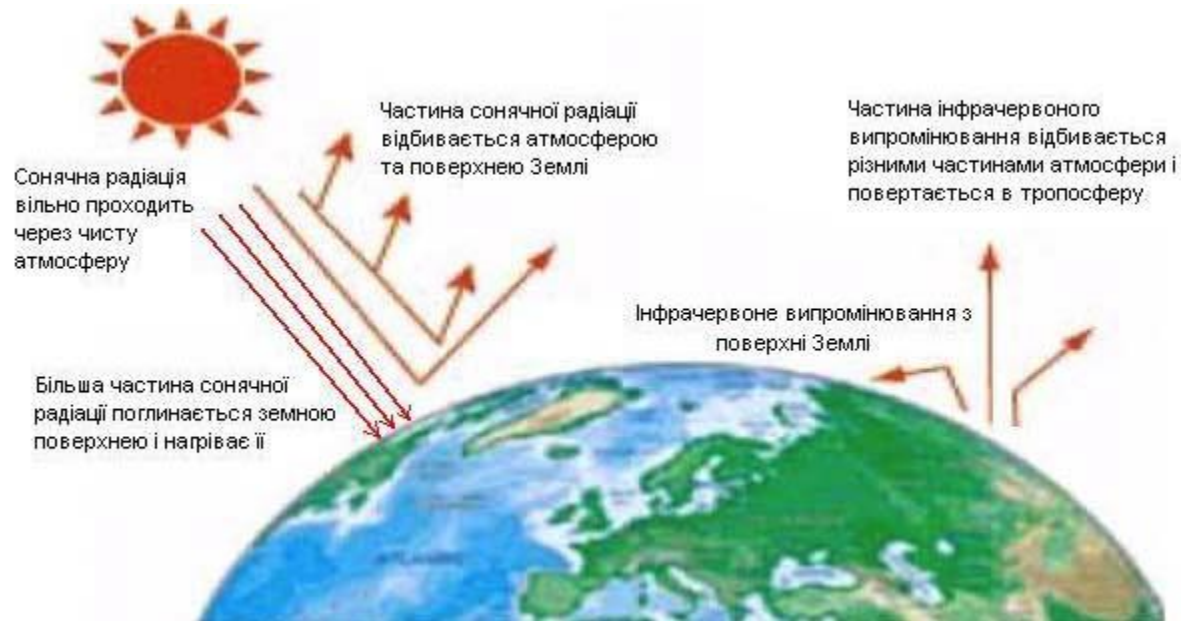 Сонячна радіація
вільно проходить
через чисту
атмосферу
Частина сонячної радіації
відбивається атмосферою
та поверхнею Землі
Частина інфрачервоного
випромінювання відбивається
різними частинами атмосфери і
повертається в тропосферу
Інфрачервоне випромінювання з
поверхні Землі
Більша частина сонячної
радіації поглинається земною
поверхнею і нагріває її